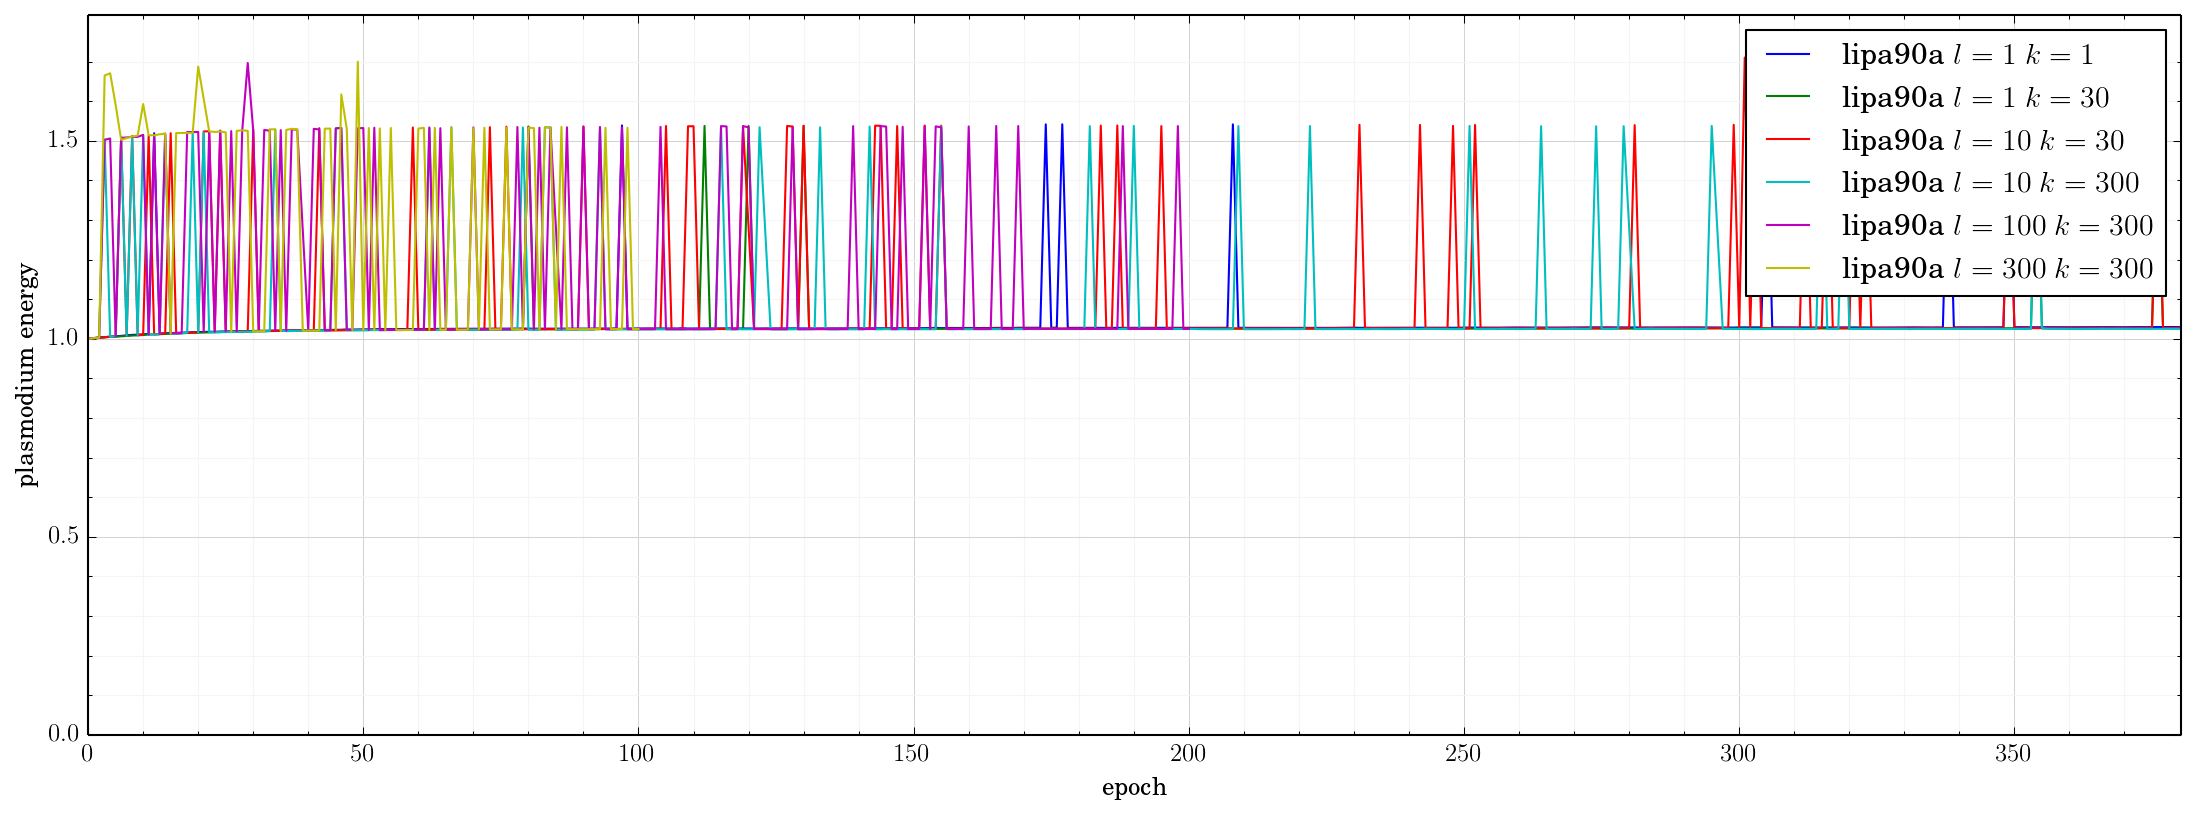 plasmodium energy
1.5
1.0
0.5
0.0
0 50 100 150 200 250 300 350
epoch
lipa90a l = 1 k = 1
lipa90a l = 1 k = 30
lipa90a l = 10 k = 30
lipa90a l = 10 k = 300
lipa90a l = 100 k = 300
lipa90a l = 300 k = 300